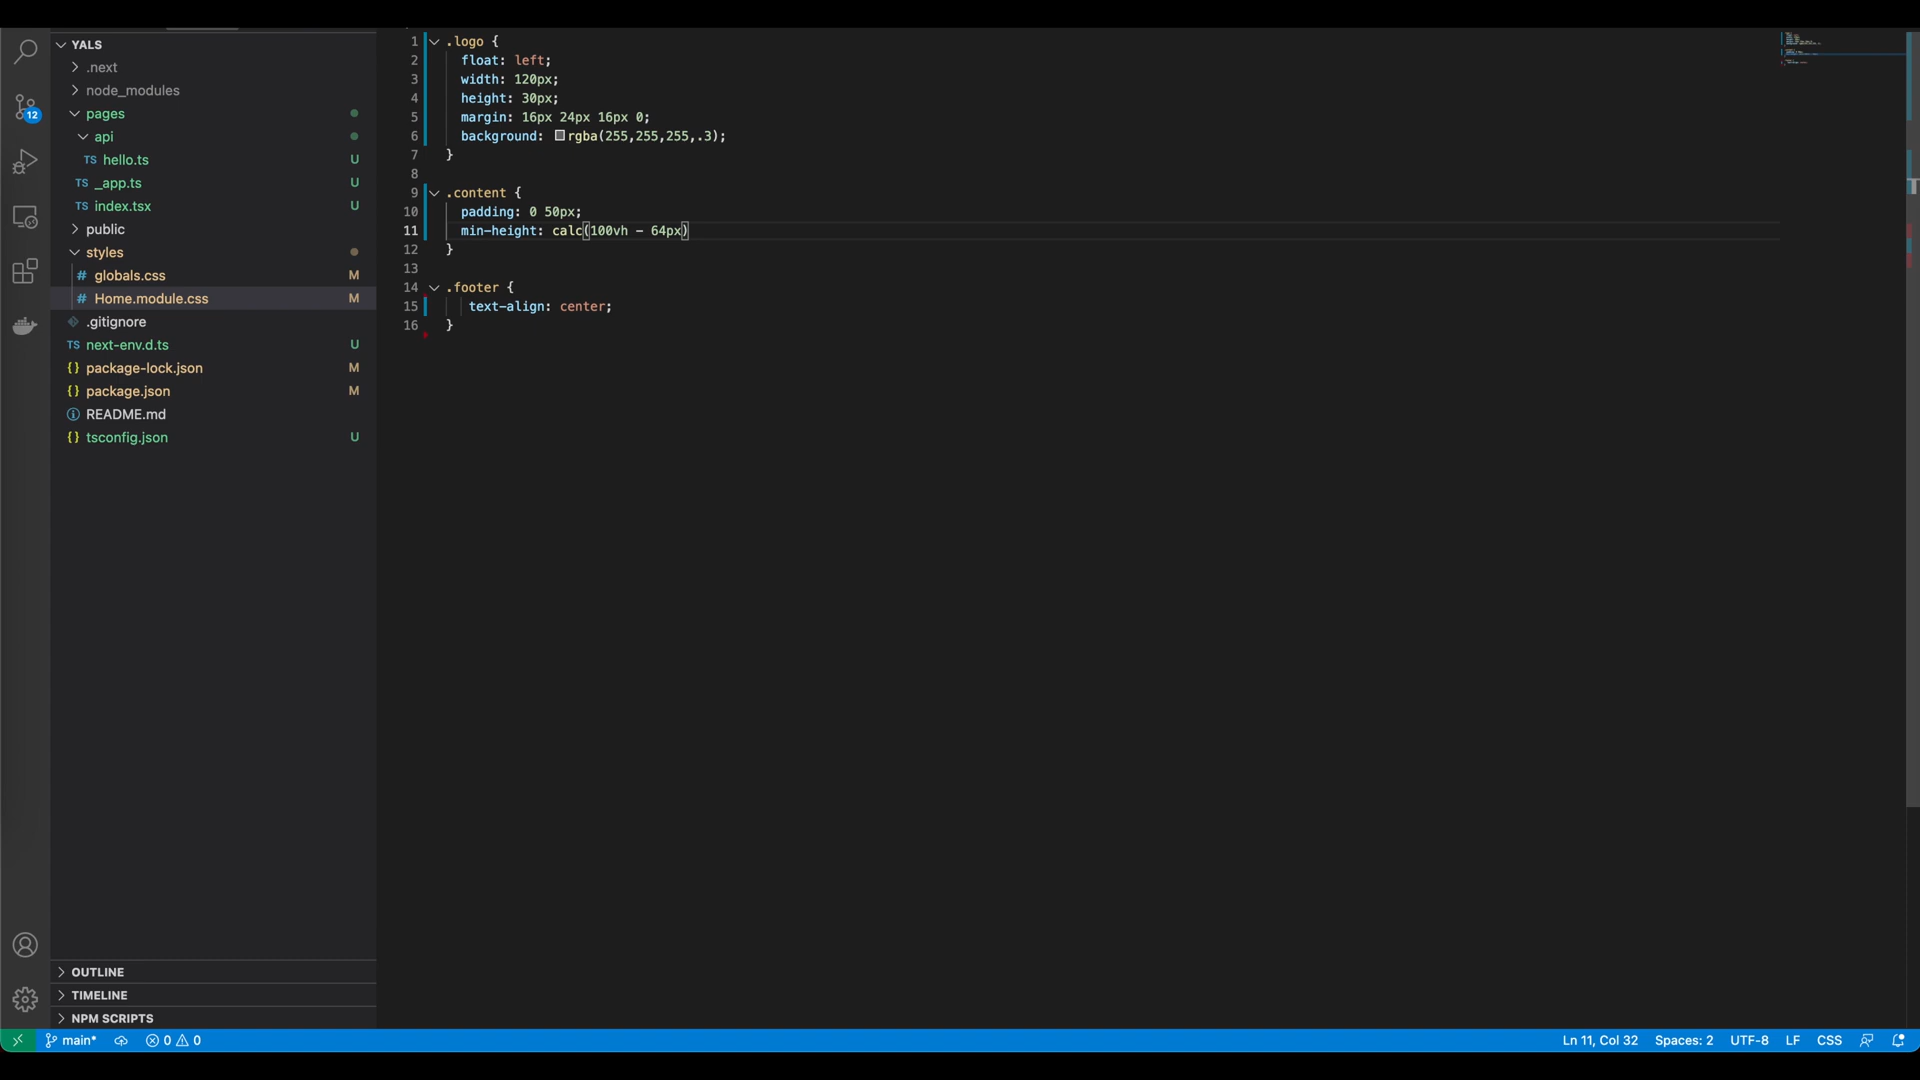 YALS
.next
node_modules
pages
api
TS hello.ts U
TS _app.ts U
TS index.tsx U
public
styles
# globals.css M
# Home.module.css M
.gitignore
TS next-env.d.ts U
{} package-lock.json M
{} package.json M
README.md
{} tsconfig.json U
OUTLINE
TIMELINE
NPM SCRIPTS
12
1 .logo {
2 float: left;
3 width: 120px;
4 height: 30px;
5 margin: 16px 24px 16px 0;
6 background: rgba(255,255,255,.3);
7 }
8
9 .content {
10 padding: 0 50px;
11 min-height: calc(100vh - 64px)
12 }
13
14 .footer {
15 text-align: center;
16 }
main* 0 0 Ln 11, Col 32 Spaces: 2 UTF-8 LF CSS